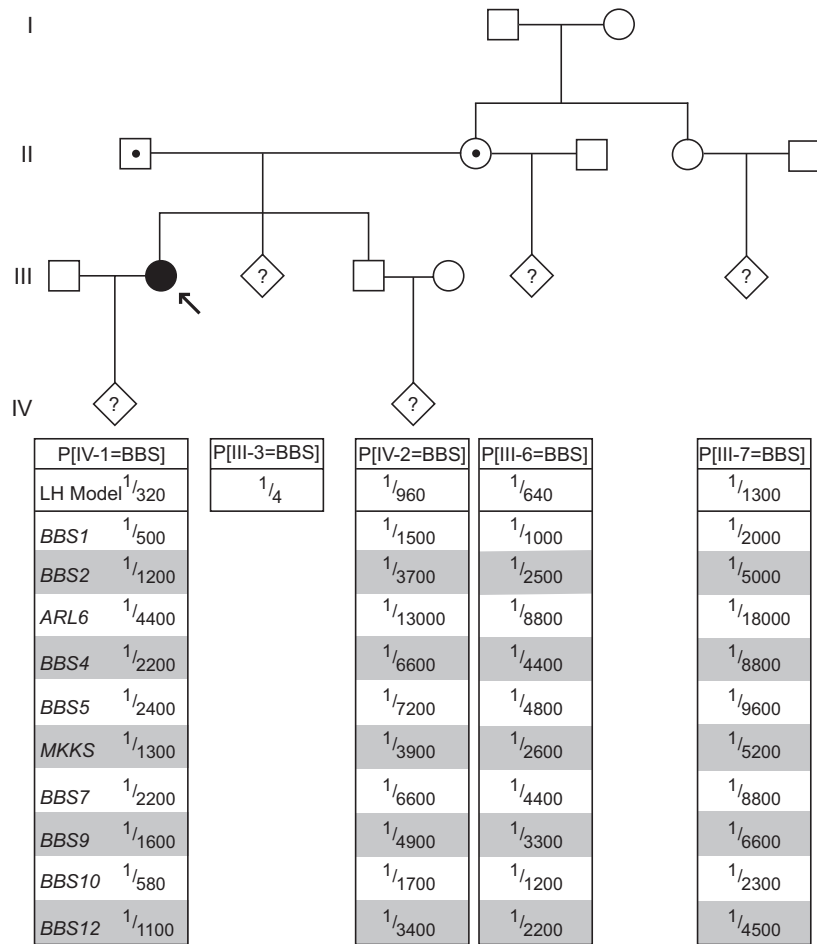 I
II
III
? ? ? ?
IV
? ?
P[IV-1=BBS] P[III-3=BBS] P[IV-2=BBS] P[III-6=BBS] P[III-7=BBS]
LH Model 1/320 1/4 1/960 1/640 1/1300
BBS1 1/500 1/1500 1/1000 1/2000
BBS2 1/1200 1/3700 1/2500 1/5000
ARL6 1/4400 1/13000 1/8800 1/18000
BBS4 1/2200 1/6600 1/4400 1/8800
BBS5 1/2400 1/7200 1/4800 1/9600
MKKS 1/1300 1/3900 1/2600 1/5200
BBS7 1/2200 1/6600 1/4400 1/8800
BBS9 1/1600 1/4900 1/3300 1/6600
BBS10 1/580 1/1700 1/1200 1/2300
BBS12 1/1100 1/3400 1/2200 1/4500